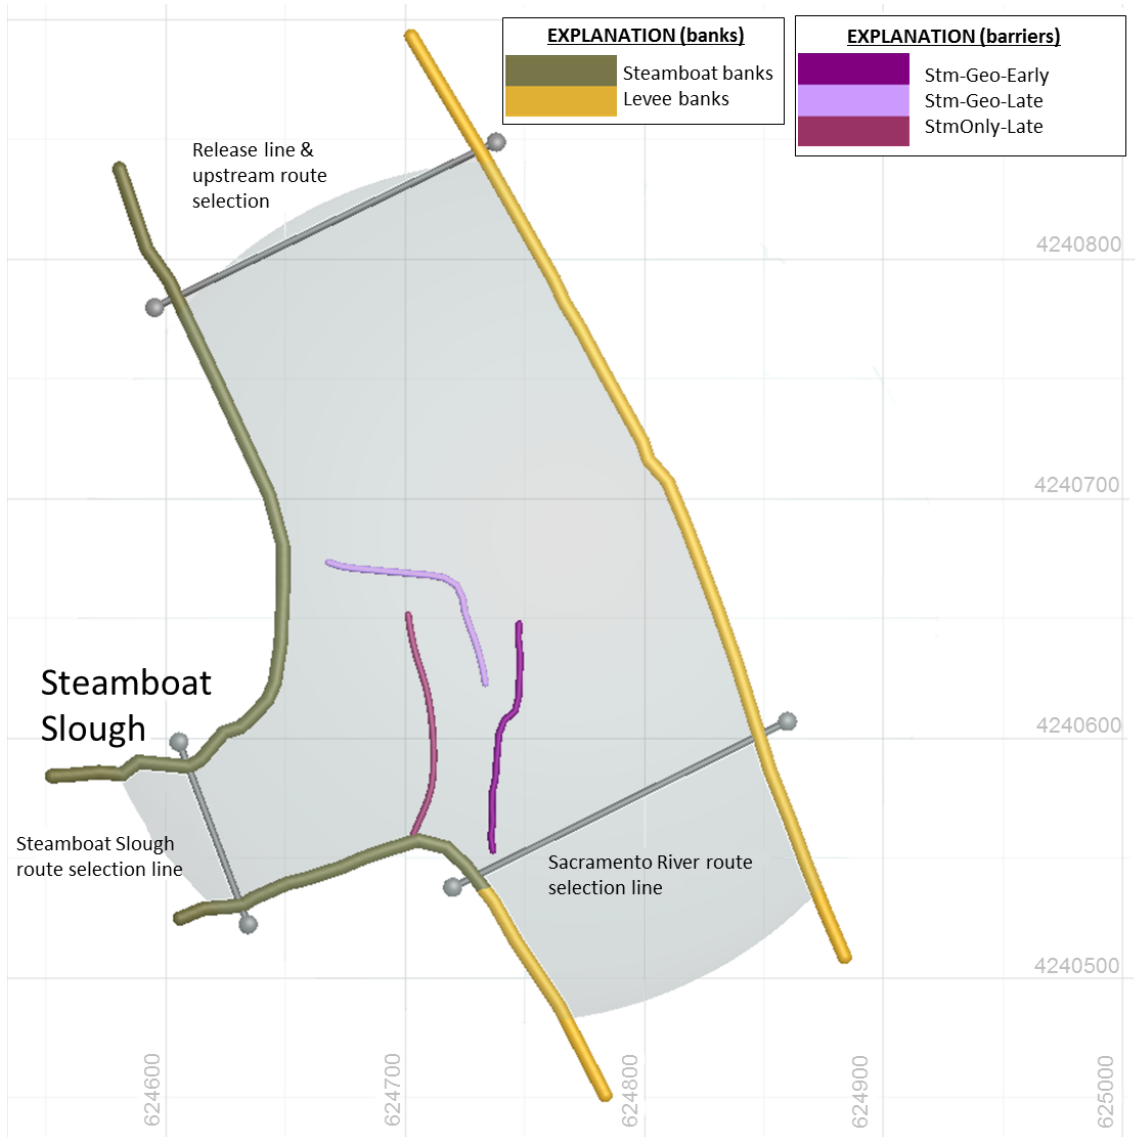 EXPLANATION (banks)
Steamboat banks
Levee banks
EXPLANATION (barriers)
Stm-Geo-Early
Stm-Geo-Late
StmOnly-Late
Release line &
upstream route
selection
4240800
4240700
Steamboat
Slough
4240600
Steamboat Slough
route selection line
Sacramento River route
selection line
4240500
624600
624700
624800
624900
625000